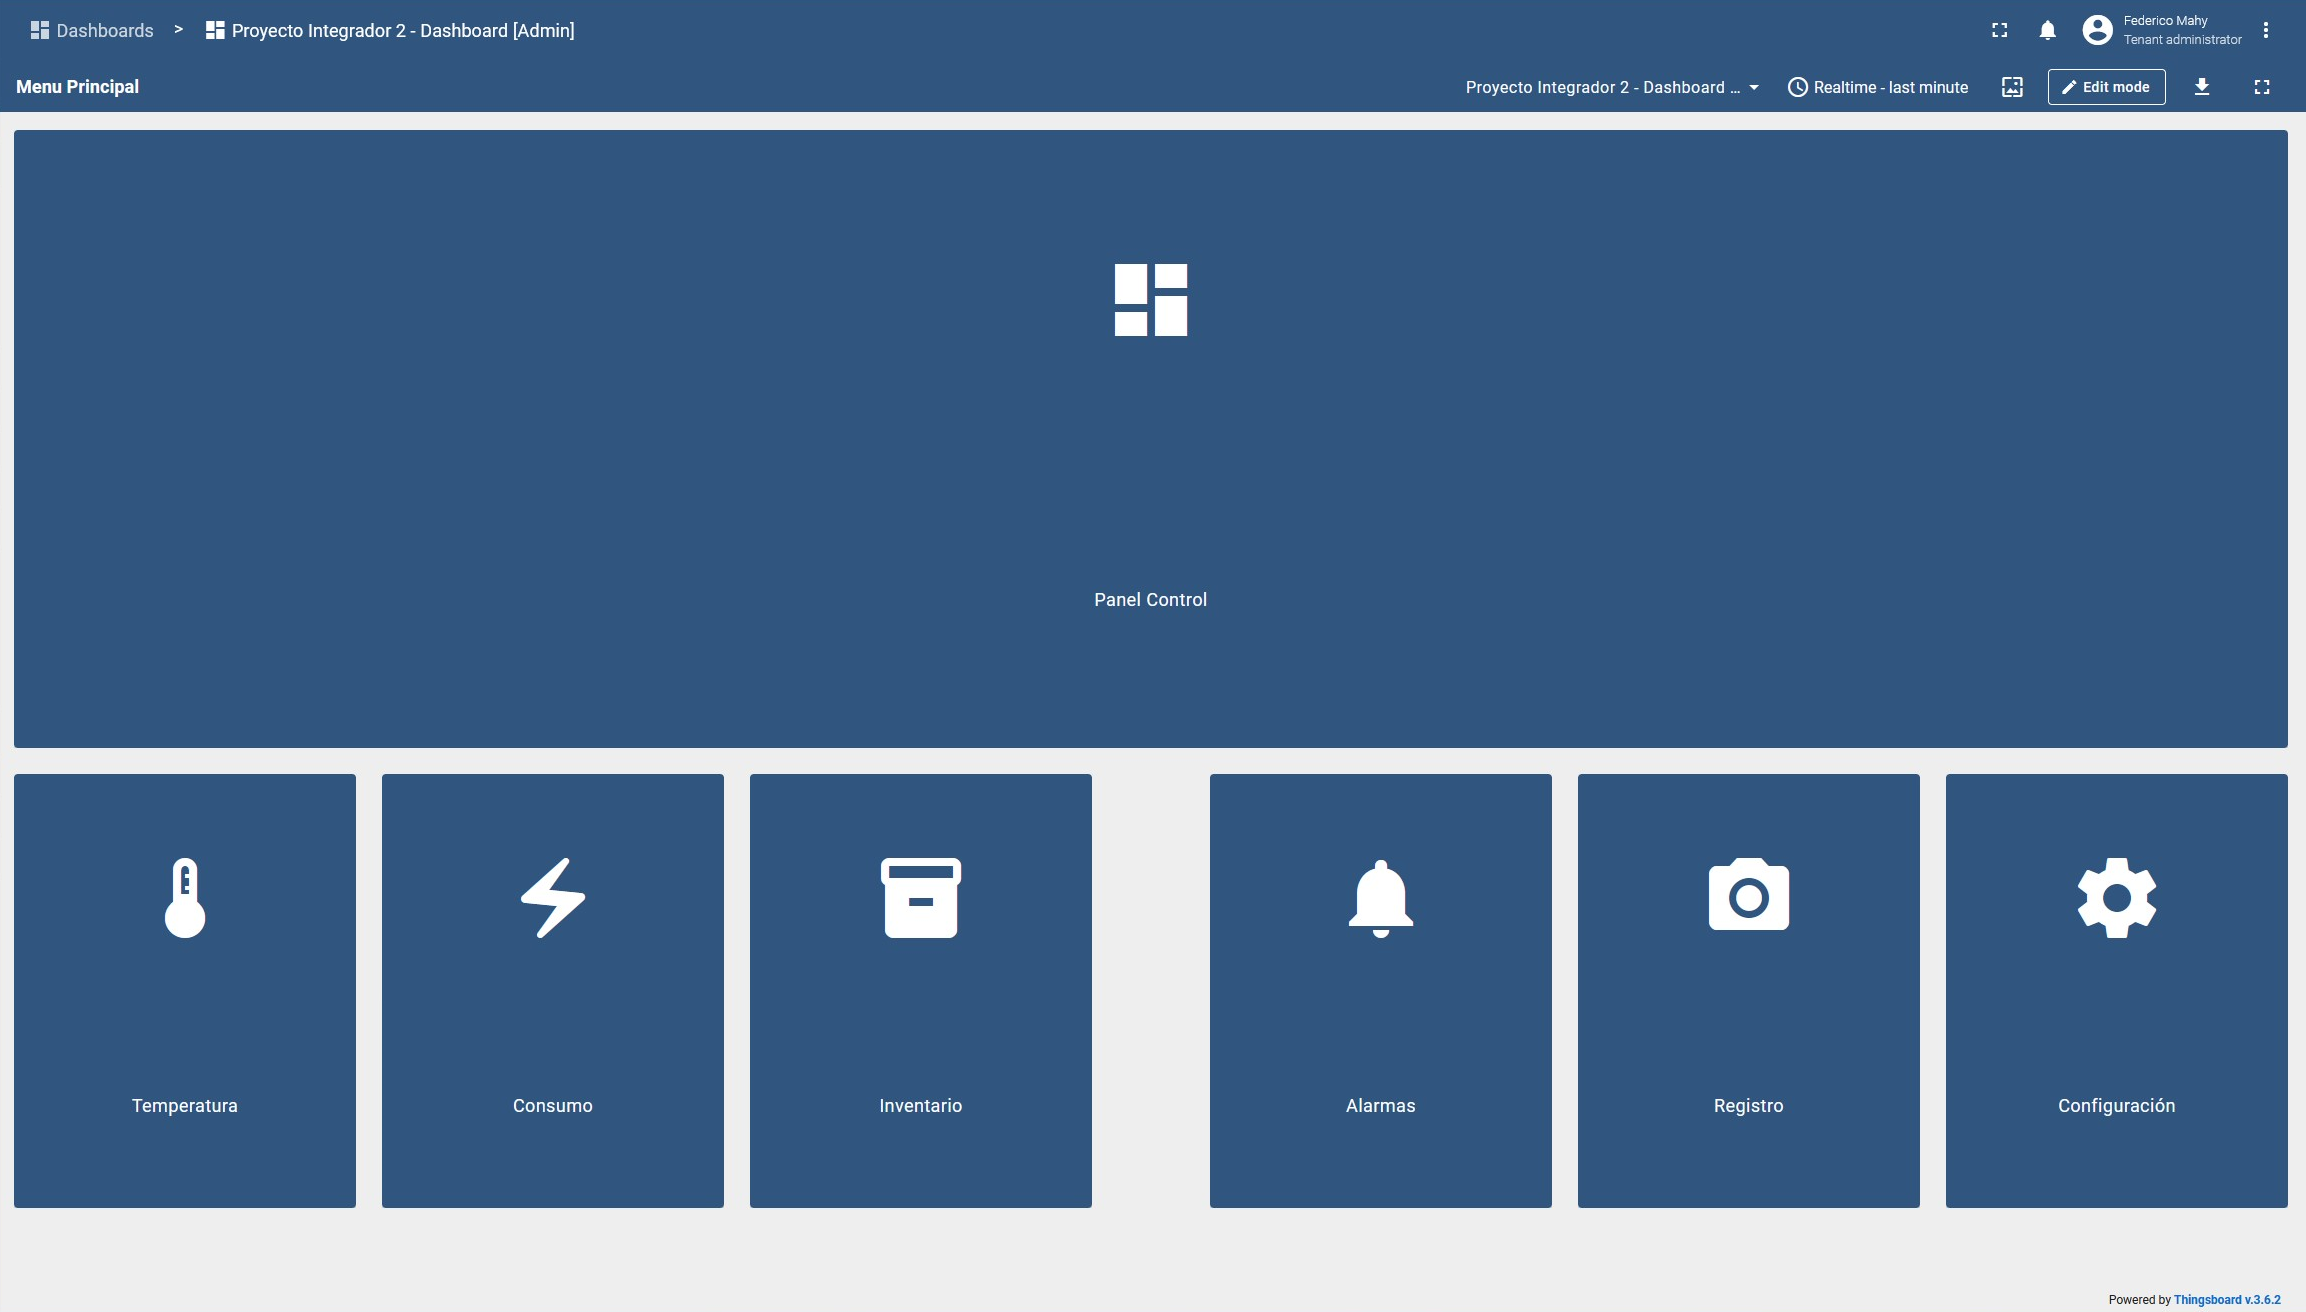 Dashboards > Proyecto Integrador 2 - Dashboard [Admin]
Federico Mahy
Tenant administrator
Menu Principal
Proyecto Integrador 2 - Dashboard ...
Realtime - last minute
Edit mode
Panel Control
Temperatura
Consumo
Inventario
Alarmas
Registro
Configuración
Powered by Thingsboard v.3.6.2